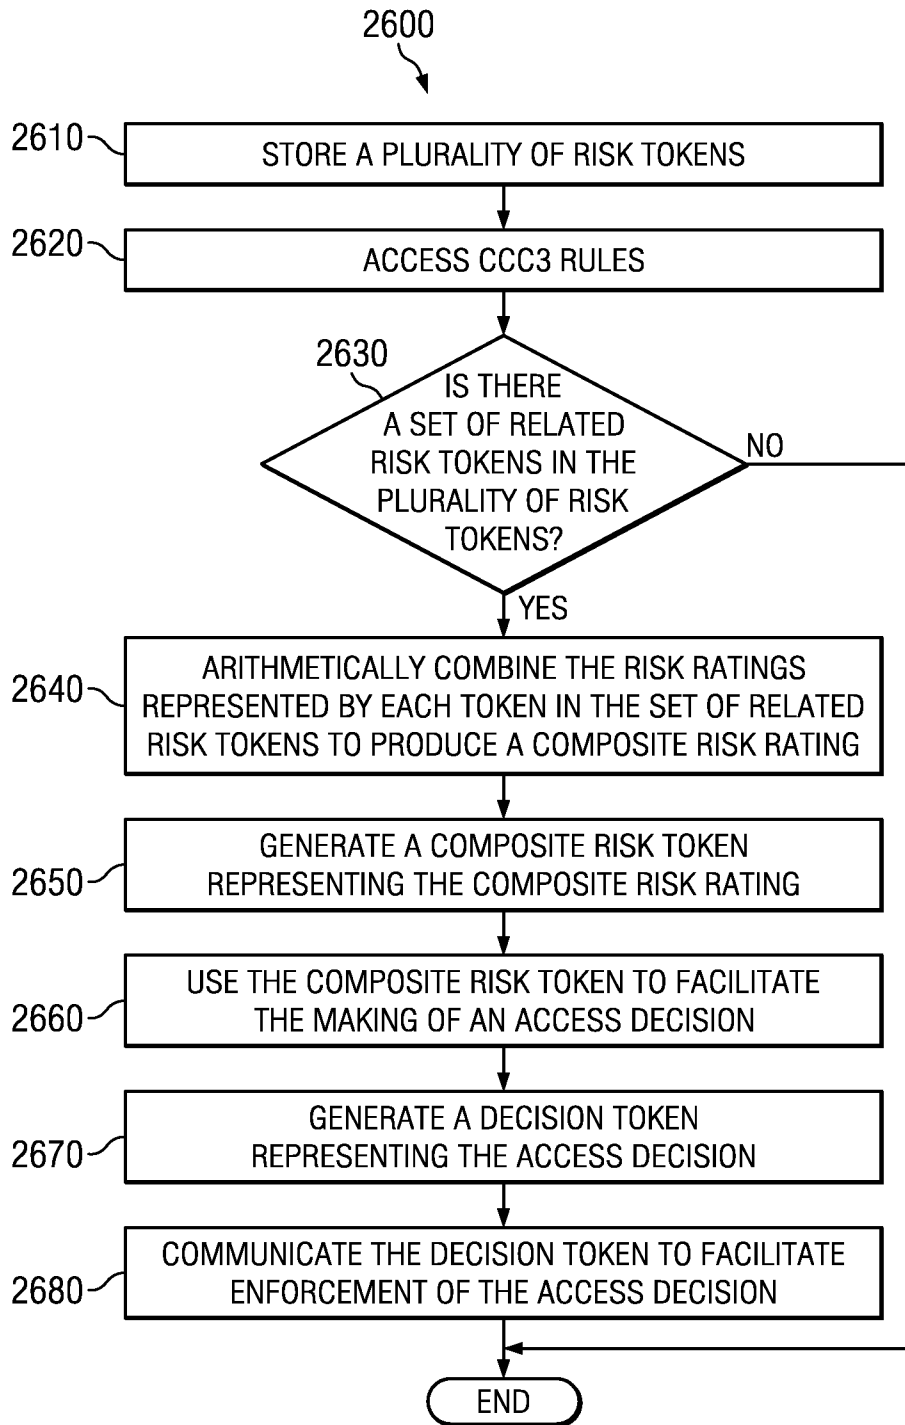 2600
2610
STORE A PLURALITY OF RISK TOKENS
2620
ACCESS CCC3 RULES
2630
IS THERE
A SET OF RELATED
RISK TOKENS IN THE
PLURALITY OF RISK
TOKENS?
NO
YES
2640
ARITHMETICALLY COMBINE THE RISK RATINGS
REPRESENTED BY EACH TOKEN IN THE SET OF RELATED
RISK TOKENS TO PRODUCE A COMPOSITE RISK RATING
2650
GENERATE A COMPOSITE RISK TOKEN
REPRESENTING THE COMPOSITE RISK RATING
2660
USE THE COMPOSITE RISK TOKEN TO FACILITATE
THE MAKING OF AN ACCESS DECISION
2670
GENERATE A DECISION TOKEN
REPRESENTING THE ACCESS DECISION
2680
COMMUNICATE THE DECISION TOKEN TO FACILITATE
ENFORCEMENT OF THE ACCESS DECISION
END